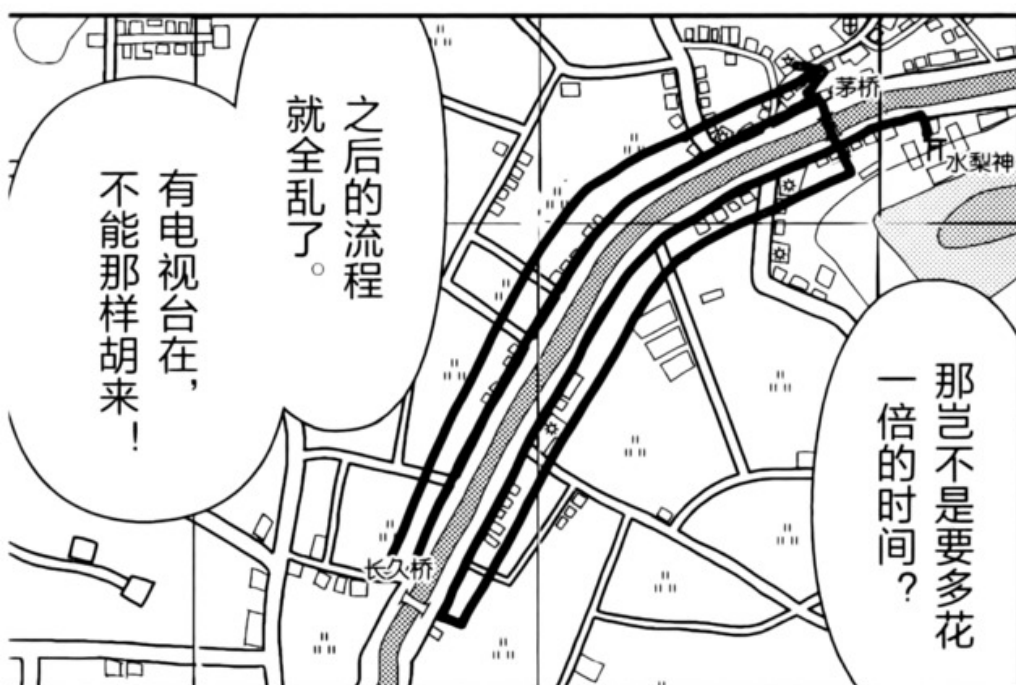 那岂不是要多花
一倍的时间？
之后的流程
就全乱了。
有电视台在，
不能那样胡来！
茅桥
水梨神
长久桥